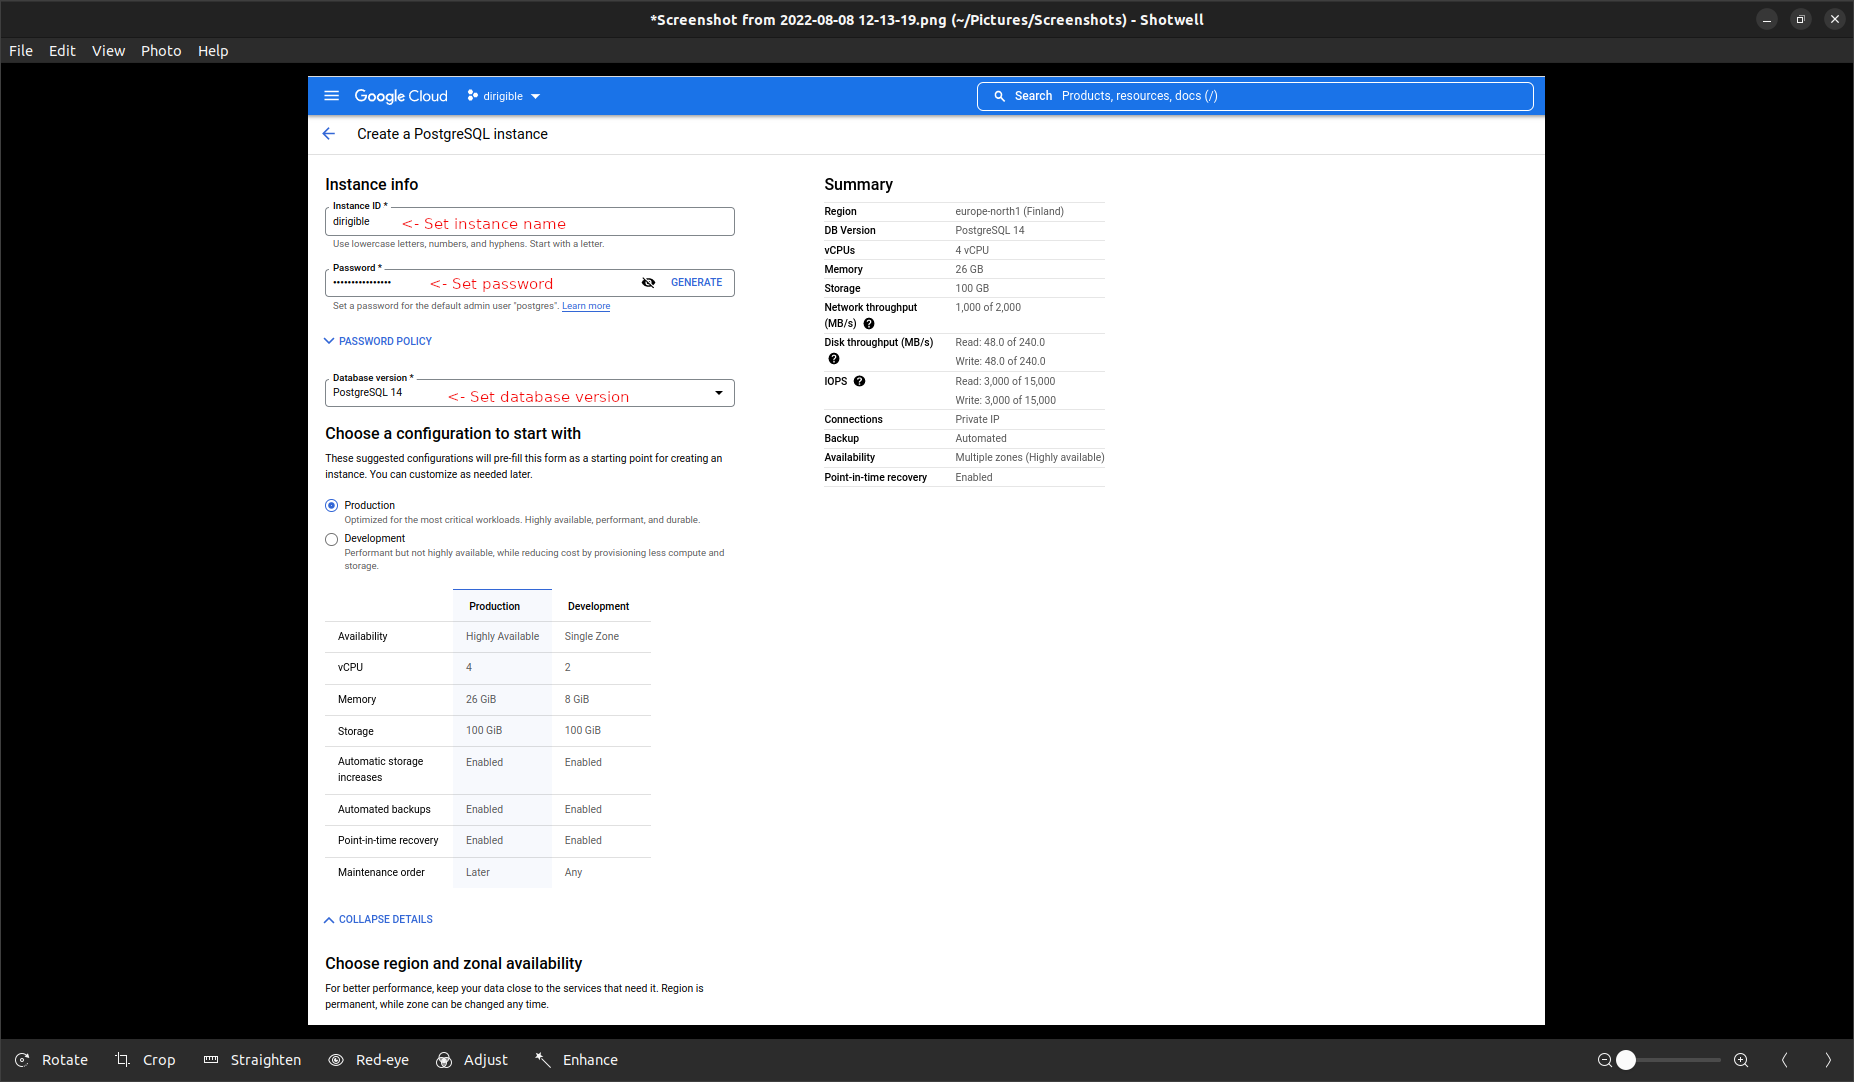 *Screenshot from 2022-08-08 12-13-19.png (~/Pictures/Screenshots) - Shotwell
File Edit View Photo Help
Google Cloud dirigible Search Products, resources, docs (/)
Create a PostgreSQL instance
Instance info
Instance ID *
dirigible <- Set instance name
Use lowercase letters, numbers, and hyphens. Start with a letter.
Password *
•••••••••••••••• <- Set password GENERATE
Set a password for the default admin user "postgres". Learn more
PASSWORD POLICY
Database version *
PostgreSQL 14 <- Set database version
Choose a configuration to start with
These suggested configurations will pre-fill this form as a starting point for creating an
instance. You can customize as needed later.
Production
Optimized for the most critical workloads. Highly available, performant, and durable.
Development
Performant but not highly available, while reducing cost by provisioning less compute and
storage.
Production Development
Availability Highly Available Single Zone
vCPU 4 2
Memory 26 GiB 8 GiB
Storage 100 GiB 100 GiB
Automatic storage
increases Enabled Enabled
Automated backups Enabled Enabled
Point-in-time recovery Enabled Enabled
Maintenance order Later Any
COLLAPSE DETAILS
Choose region and zonal availability
For better performance, keep your data close to the services that need it. Region is
permanent, while zone can be changed any time.
Summary
Region europe-north1 (Finland)
DB Version PostgreSQL 14
vCPUs 4 vCPU
Memory 26 GB
Storage 100 GB
Network throughput 1,000 of 2,000
(MB/s)
Disk throughput (MB/s) Read: 48.0 of 240.0
Write: 48.0 of 240.0
IOPS Read: 3,000 of 15,000
Write: 3,000 of 15,000
Connections Private IP
Backup Automated
Availability Multiple zones (Highly available)
Point-in-time recovery Enabled
Rotate Crop Straighten Red-eye Adjust Enhance